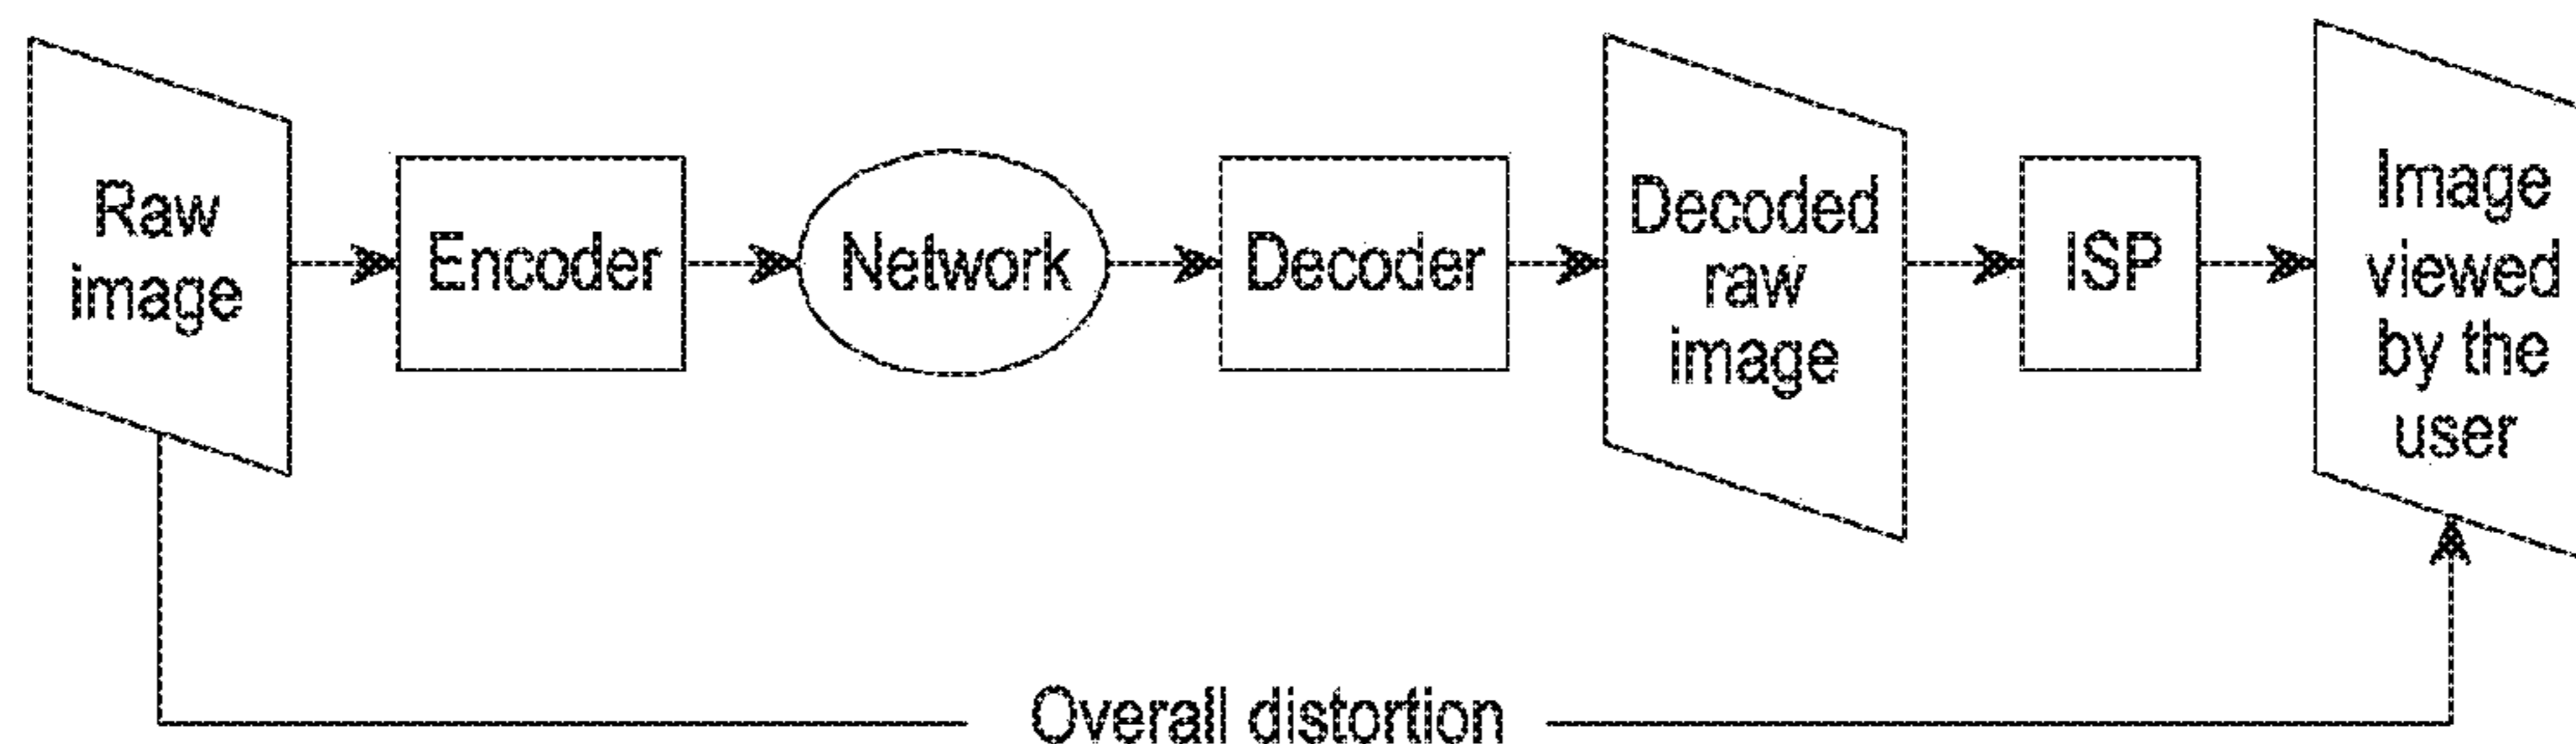 Raw
image
Encoder
Network
Decoder
Decoded
raw
image
ISP
Image
viewed
by the
user
Overall distortion